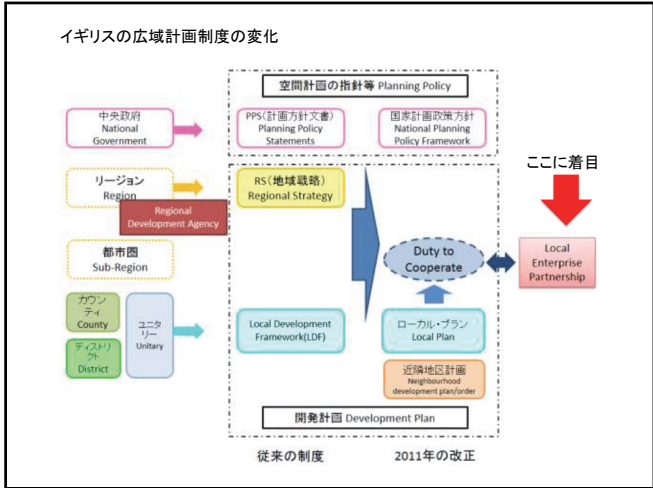 イギリスの広域計画制度の変化
空間計画の指針等 Planning Policy
中央政府
National
Government
PPS(計画方針文書)
Planning Policy
Statements
国家計画政策方針
National Planning
Policy Framework
ここに着目
リージョン
Region
RS(地域戦略)
Regional Strategy
Regional
Development Agency
都市圏
Sub-Region
Duty to
Cooperate
Local
Enterprise
Partnership
カウン
ティ
County
ユニタ
リー
Unitary
ディストリ
クト
District
Local Development
Framework(LDF)
ローカル・プラン
Local Plan
近隣地区計画
Neighbourhood
development plan/order
開発計画 Development Plan
従来の制度
2011年の改正